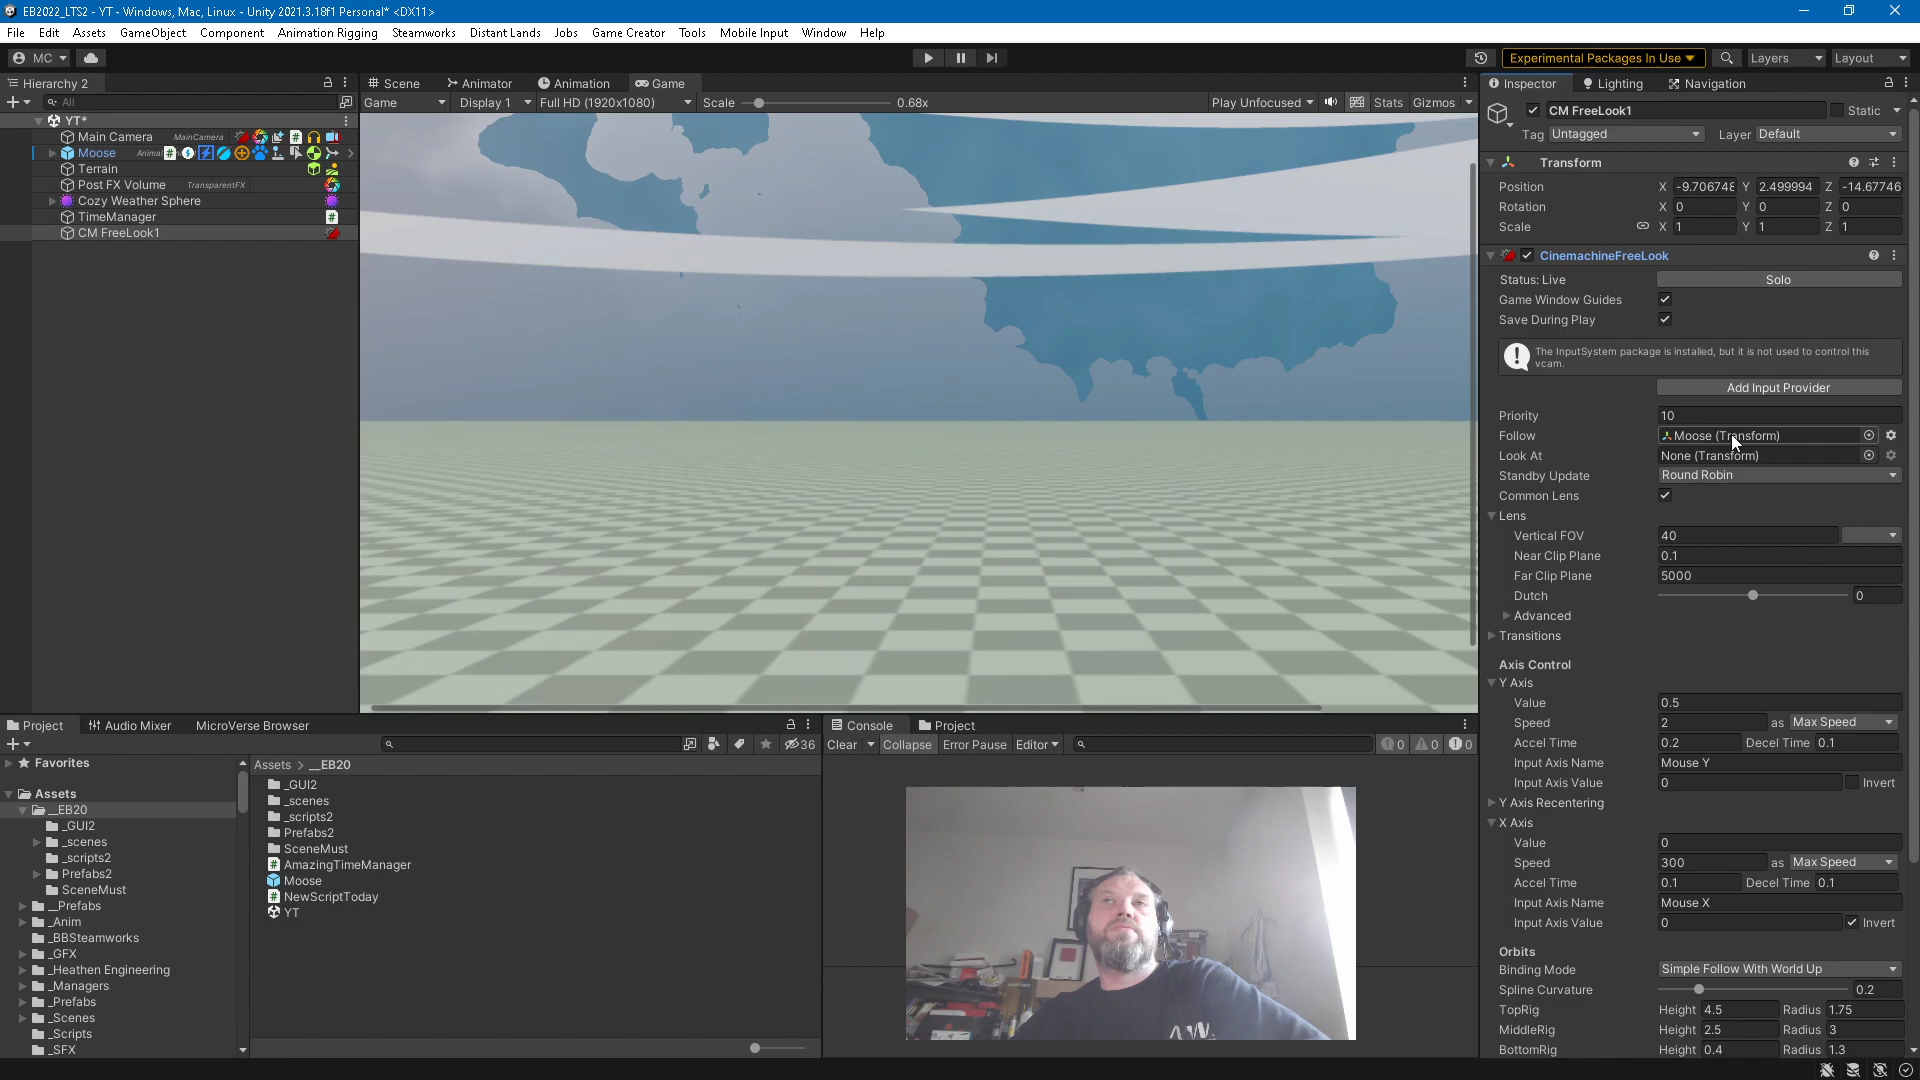 EB2022_LTS2 - YT - Windows, Mac, Linux - Unity 2021.3.18f1 Personal* <DX11>
File Edit Assets GameObject Component Animation Rigging Steamworks Distant Lands Jobs Game Creator Tools Mobile Input Window Help
MC Experimental Packages In Use Layers Layout
Hierarchy 2 Scene Animator Animation Game Inspector Lighting Navigation
All Game Display 1 Full HD (1920x1080) Scale 0.68x Play Unfocused Stats Gizmos
YT*
Main Camera MainCamera
Moose
Terrain
Post FX Volume TransparentFX
Cozy Weather Sphere
TimeManager
CM FreeLook1
CM FreeLook1 Static
Tag Untagged Layer Default
Transform
Position X -9.706748 Y 2.499994 Z -14.67746
Rotation X 0 Y 0 Z 0
Scale X 1 Y 1 Z 1
CinemachineFreeLook
Status: Live Solo
Game Window Guides
Save During Play
The InputSystem package is installed, but it is not used to control this
vcam.
Add Input Provider
Priority 10
Follow Moose (Transform)
Look At None (Transform)
Standby Update Round Robin
Common Lens
Lens
Vertical FOV 40
Near Clip Plane 0.1
Far Clip Plane 5000
Dutch 0
Advanced
Transitions
Axis Control
Y Axis
Value 0.5
Speed 2 as Max Speed
Accel Time 0.2 Decel Time 0.1
Input Axis Name Mouse Y
Input Axis Value 0 Invert
Y Axis Recentering
X Axis
Value 0
Speed 300 as Max Speed
Accel Time 0.1 Decel Time 0.1
Input Axis Name Mouse X
Input Axis Value 0 Invert
Orbits
Binding Mode Simple Follow With World Up
Spline Curvature 0.2
TopRig Height 4.5 Radius 1.75
MiddleRig Height 2.5 Radius 3
BottomRig Height 0.4 Radius 1.3
Project Audio Mixer MicroVerse Browser
36
Favorites
Assets
__EB20
_GUI2
_scenes
_scripts2
Prefabs2
SceneMust
__Prefabs
_Anim
_BBSteamworks
_GFX
_Heathen Engineering
_Managers
_Prefabs
_Scenes
_Scripts
_SFX
Assets > __EB20
_GUI2
_scenes
_scripts2
Prefabs2
SceneMust
AmazingTimeManager
Moose
NewScriptToday
YT
Console Project
Clear Collapse Error Pause Editor 0 0 0